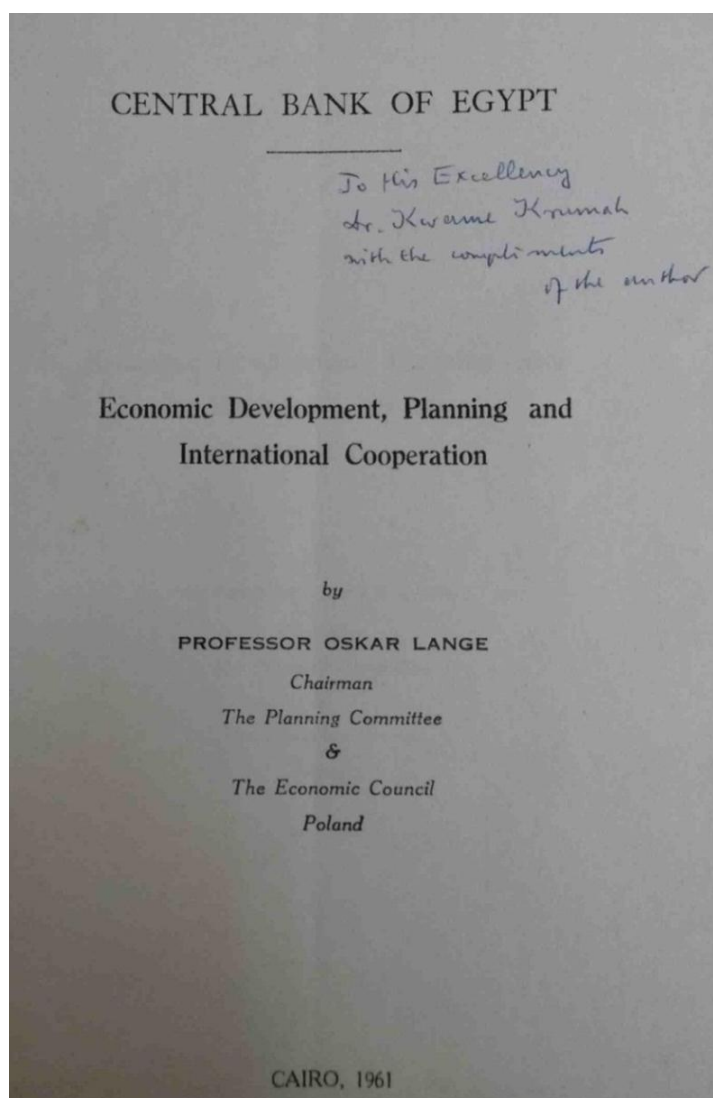 CENTRAL BANK OF EGYPT
To His Excellency
Dr. Kwame Krumah
with the compliments
of the author
Economic Development, Planning and
International Cooperation
by
PROFESSOR OSKAR LANGE
Chairman
The Planning Committee
&
The Economic Council
Poland
CAIRO, 1961